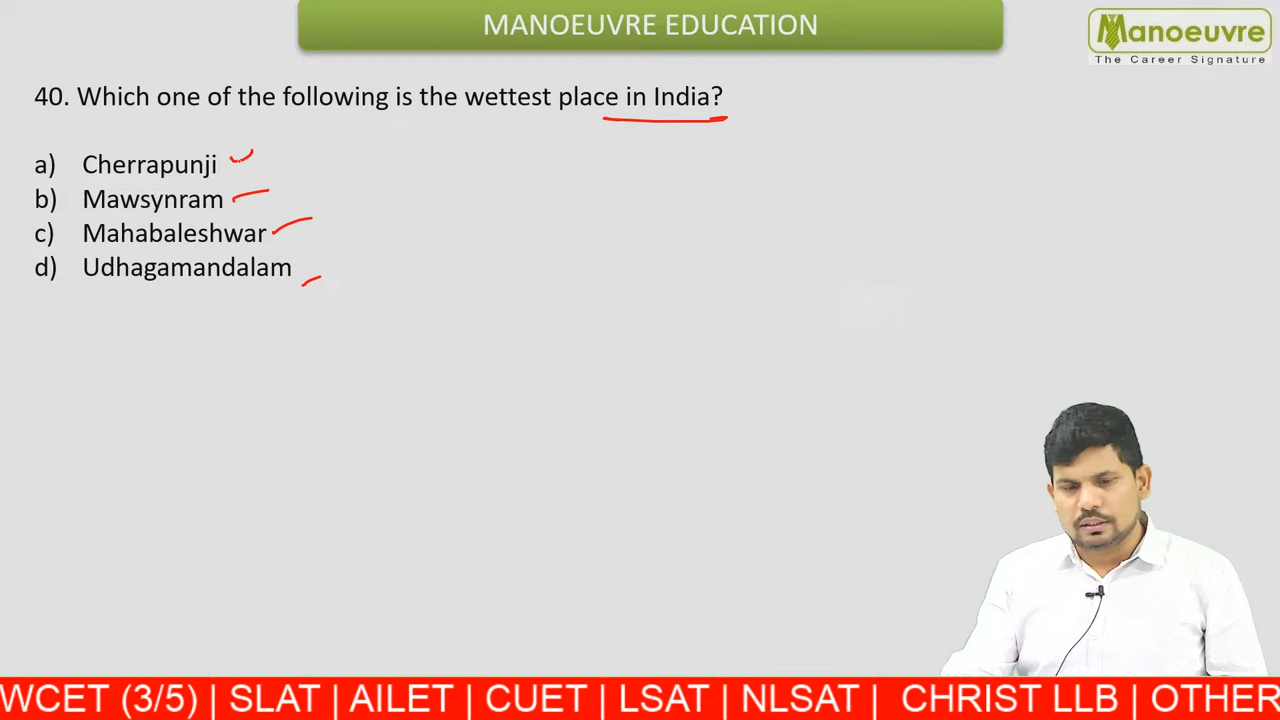 MANOEUVRE EDUCATION
Manoeuvre
The Career Signature
40. Which one of the following is the wettest place in India?
a) Cherrapunji
b) Mawsynram
c) Mahabaleshwar
d) Udhagamandalam
WCET (3/5) | SLAT | AILET | CUET | LSAT | NLSAT | CHRIST LLB | OTHER